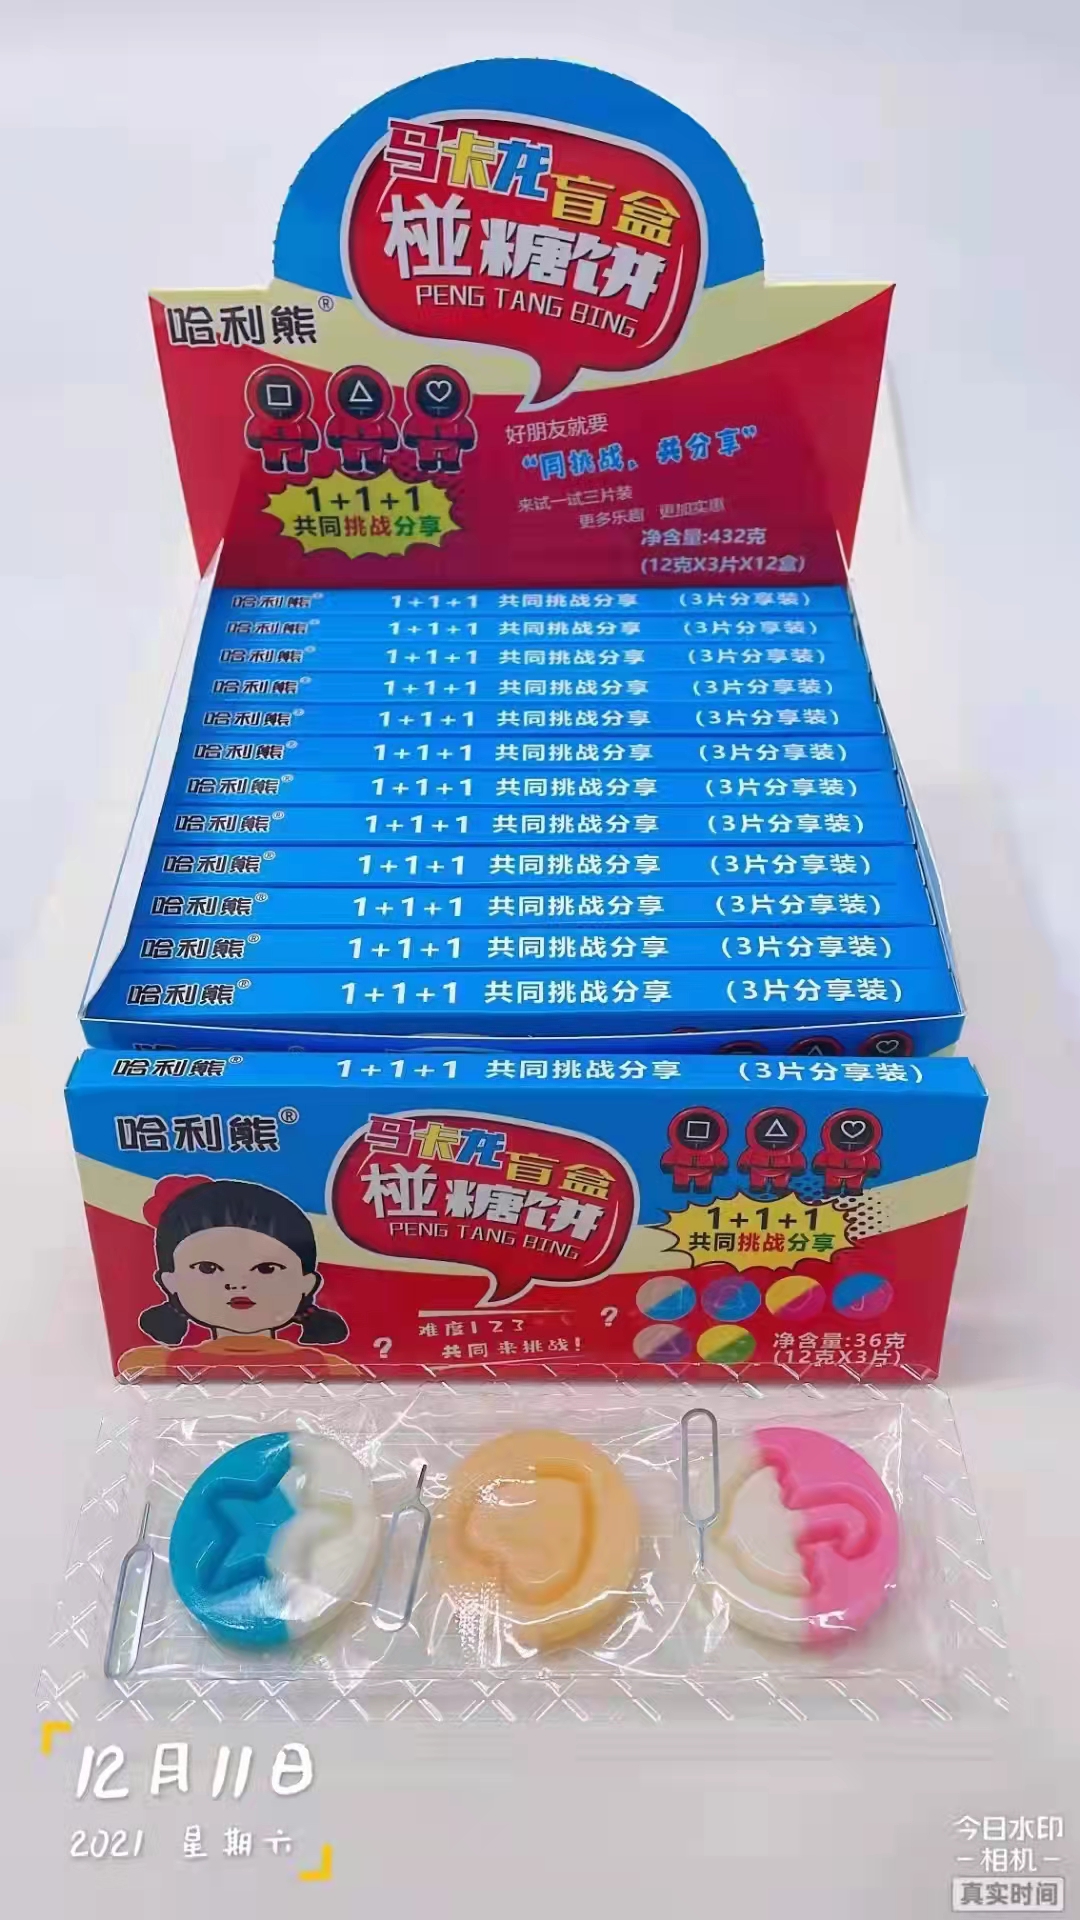 马卡龙盲盒
椪糖饼
PENG TANG BING
哈利熊®
好朋友就要
“同挑战、共分享”
来试一试三片装
更多乐趣 更加实惠
1+1+1
共同挑战分享
净含量:432克
(12克X3片X12盒)
哈利熊® 1+1+1 共同挑战分享 (3片分享装)
哈利熊® 1+1+1 共同挑战分享 (3片分享装)
哈利熊® 1+1+1 共同挑战分享 (3片分享装)
哈利熊® 1+1+1 共同挑战分享 (3片分享装)
哈利熊® 1+1+1 共同挑战分享 (3片分享装)
哈利熊® 1+1+1 共同挑战分享 (3片分享装)
哈利熊® 1+1+1 共同挑战分享 (3片分享装)
哈利熊® 1+1+1 共同挑战分享 (3片分享装)
哈利熊® 1+1+1 共同挑战分享 (3片分享装)
哈利熊® 1+1+1 共同挑战分享 (3片分享装)
哈利熊® 1+1+1 共同挑战分享 (3片分享装)
哈利熊® 1+1+1 共同挑战分享 (3片分享装)
哈利熊® 1+1+1 共同挑战分享 (3片分享装)
哈利熊®
马卡龙盲盒
椪糖饼
PENG TANG BING
1+1+1
共同挑战分享
? 难度123 ?
共同来挑战!
净含量:36克
(12克X3片)
12月11日
2021 星期六
今日水印
-相机-
真实时间